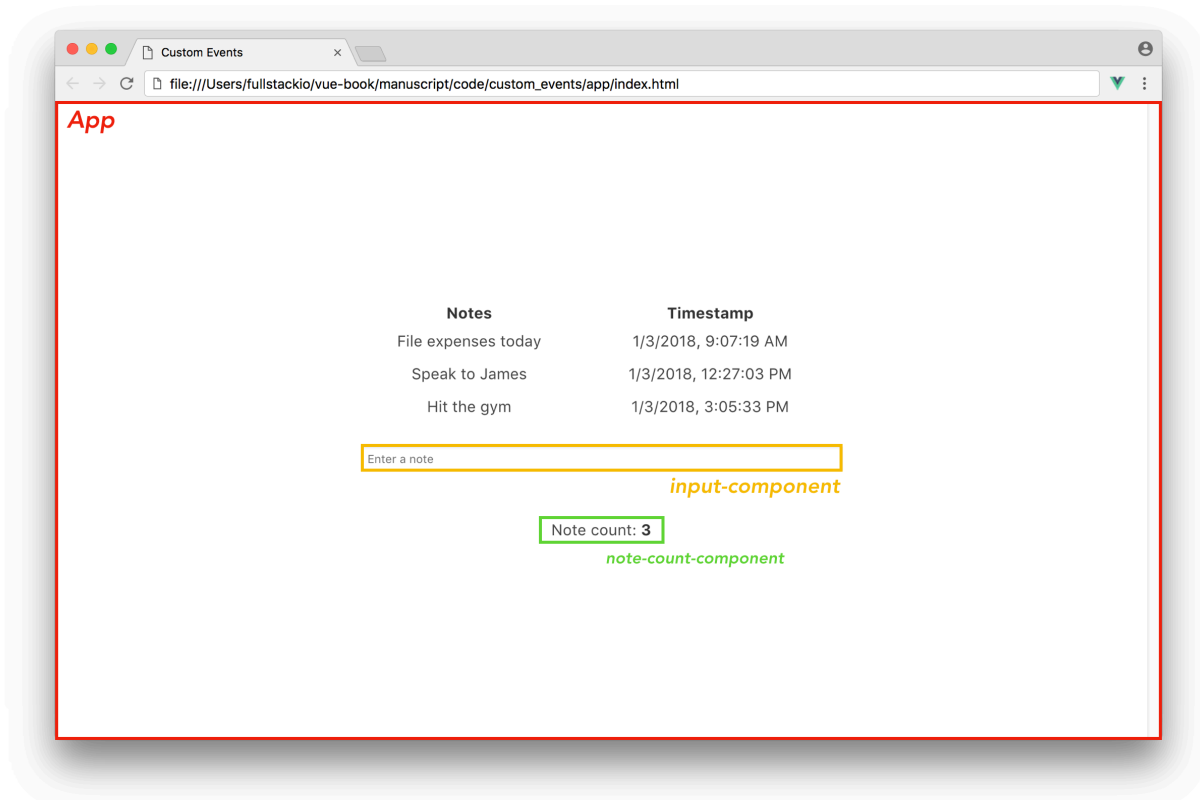 Custom Events
file:///Users/fullstackio/vue-book/manuscript/code/custom_events/app/index.html
App
Notes Timestamp
File expenses today 1/3/2018, 9:07:19 AM
Speak to James 1/3/2018, 12:27:03 PM
Hit the gym 1/3/2018, 3:05:33 PM
Enter a note
input-component
Note count: 3
note-count-component